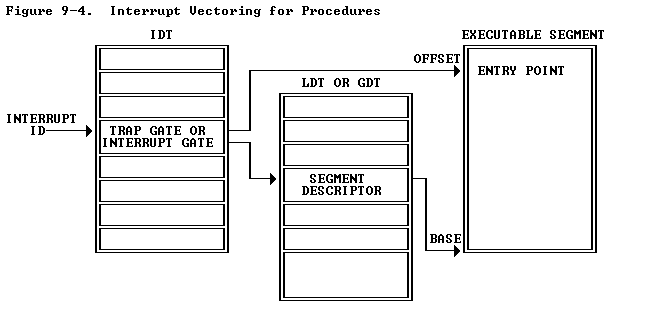 Figure 9-4.  Interrupt Vectoring for Procedures
IDT
EXECUTABLE SEGMENT
OFFSET
ENTRY POINT
LDT OR GDT
INTERRUPT
ID
TRAP GATE OR
INTERRUPT GATE
SEGMENT
DESCRIPTOR
BASE